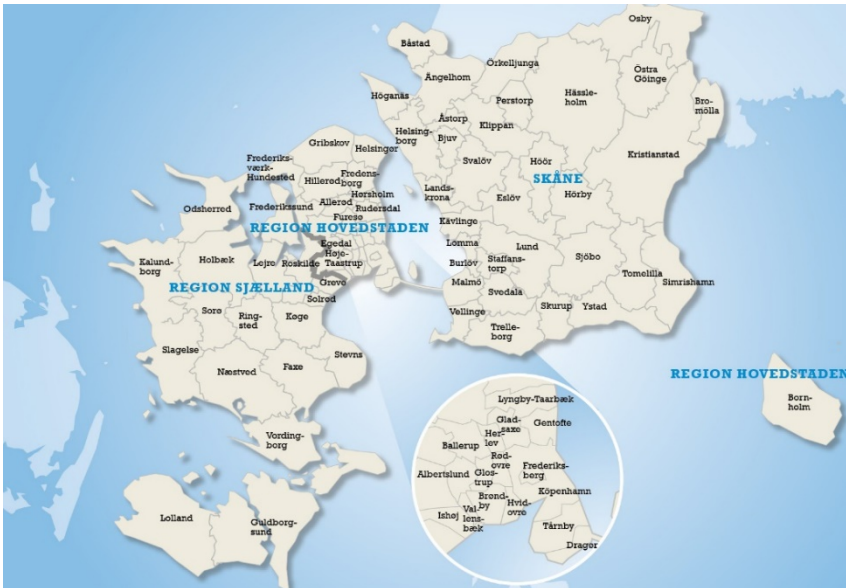 Osby
Båstad
Örkelljunga
Östra
Göinge
Ängelhom
Hässle-
holm
Höganäs
Perstorp
Bro-
mölla
Åstorp
Klippan
Helsing-
borg
Bjuv
Gribskov
Helsingør
Kristianstad
Frederiks-
værk-
Hundested
Svalöv
Höör
Fredens-
borg
Hillerød
SKÅNE
Lands-
krona
Hørsholm
Eslöv
Hörby
Allerød
Rudersdal
Odsherred
Frederikssund
Furesø
Kävlinge
REGION HOVEDSTADEN
Egedal
Lomma
Lund
Holbæk
Høje-
Taastrup
Kalund-
borg
Lejre
Roskilde
Burlöv
Staffans-
torp
Sjöbo
Tomelilla
Simrishamn
Greve
Malmö
REGION SJÆLLAND
Svedala
Solrød
Skurup
Ystad
Sorø
Ring-
sted
Køge
Vellinge
Trelle-
borg
Slagelse
Stevns
Næstved
Faxe
REGION HOVEDSTADEN
Born-
holm
Vording-
borg
Lolland
Guldborg-
sund
Lyngby-Taarbæk
Glad-
saxe
Gentofte
Her-
lev
Ballerup
Rød-
ovre
Frederiks-
berg
Albertslund
Glos-
trup
Köpenhamn
Brønd-
by
Hvid-
ovre
Ishøj
Val-
lens-
bæk
Tårnby
Dragør